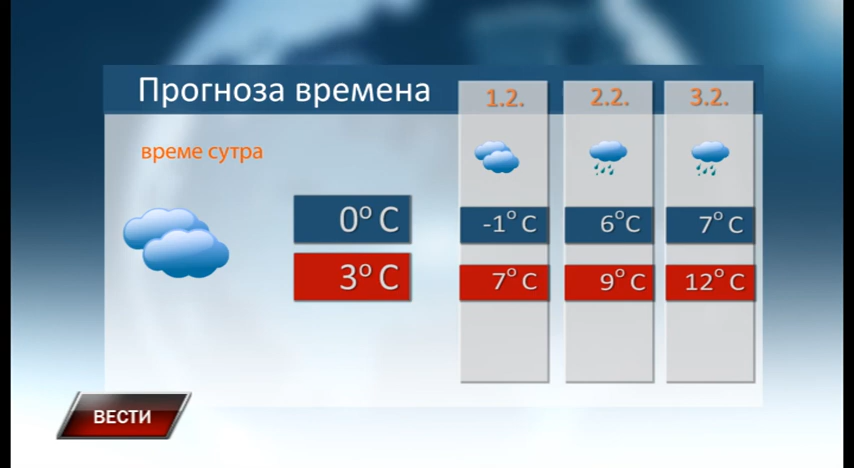 Прогноза времена
време сутра
0° C
3° C
1.2. 2.2. 3.2.
-1° C 6°C 7° C
7° C 9° C 12° C
ВЕСТИ